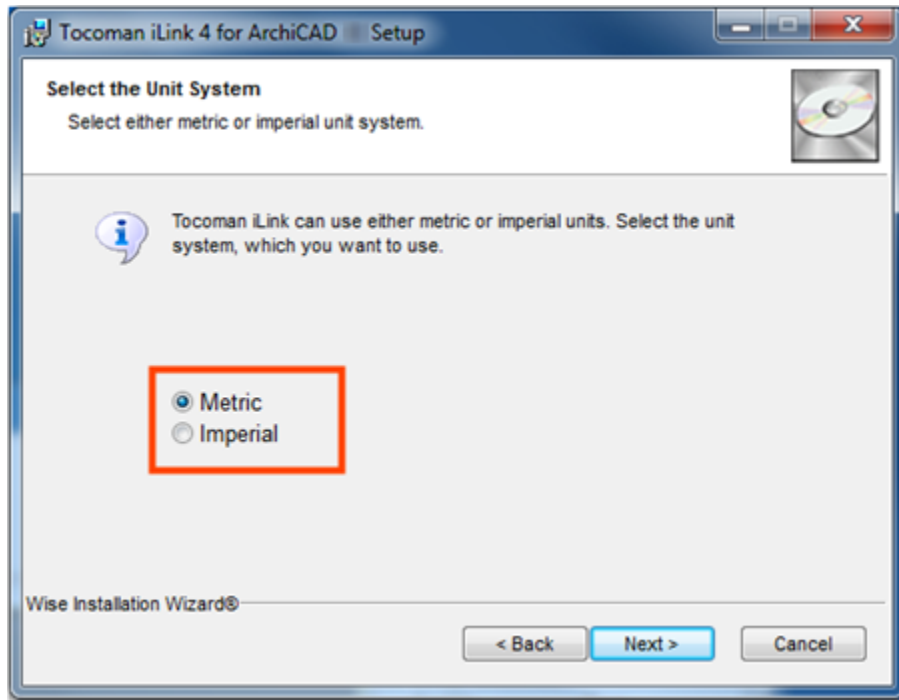 Tocoman iLink 4 for ArchiCAD Setup
Select the Unit System
Select either metric or imperial unit system.
Tocoman iLink can use either metric or imperial units. Select the unit
system, which you want to use.
Metric
Imperial
Wise Installation Wizard®
< Back Next > Cancel